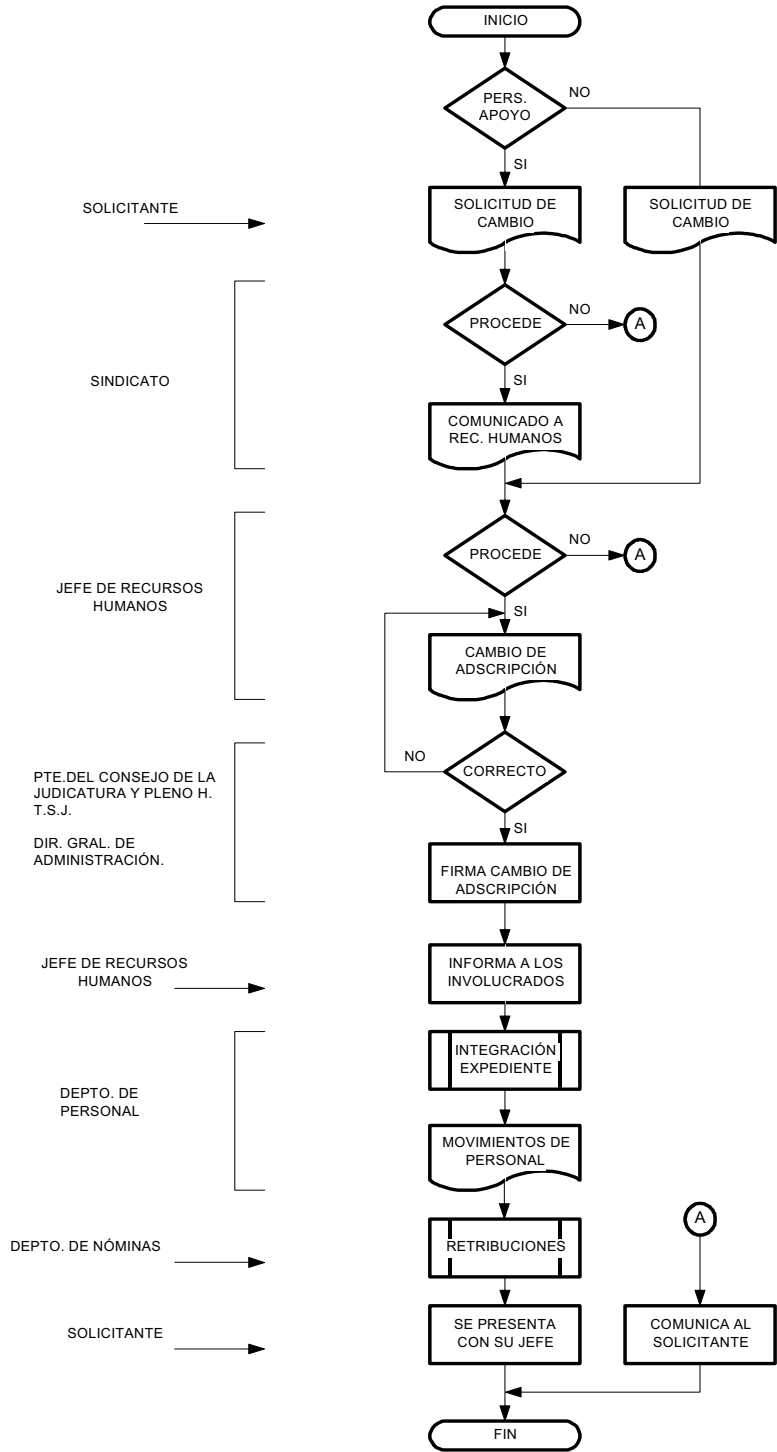 INICIO
PERS.
APOYO
NO
SI
SOLICITANTE
SOLICITUD DE
CAMBIO
SOLICITUD DE
CAMBIO
PROCEDE
NO
A
SI
SINDICATO
COMUNICADO A
REC. HUMANOS
PROCEDE
NO
A
SI
JEFE DE RECURSOS
HUMANOS
CAMBIO DE
ADSCRIPCIÓN
NO
CORRECTO
SI
PTE.DEL CONSEJO DE LA
JUDICATURA Y PLENO H.
T.S.J.
DIR. GRAL. DE
ADMINISTRACIÓN.
FIRMA CAMBIO DE
ADSCRIPCIÓN
JEFE DE RECURSOS
HUMANOS
INFORMA A LOS
INVOLUCRADOS
INTEGRACIÓN
EXPEDIENTE
DEPTO. DE
PERSONAL
MOVIMIENTOS DE
PERSONAL
A
DEPTO. DE NÓMINAS
RETRIBUCIONES
SOLICITANTE
SE PRESENTA
CON SU JEFE
COMUNICA AL
SOLICITANTE
FIN